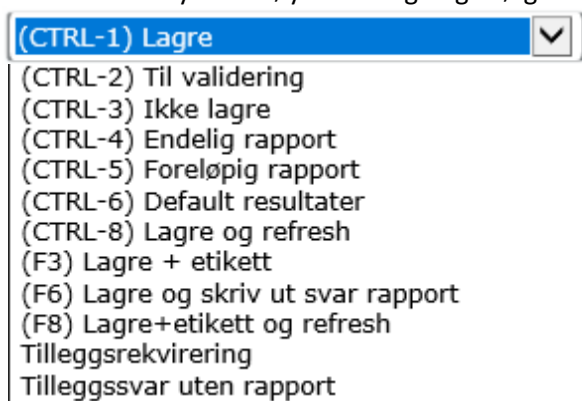 (CTRL-1) Lagre
(CTRL-2) Til validering
(CTRL-3) Ikke lagre
(CTRL-4) Endelig rapport
(CTRL-5) Foreløpig rapport
(CTRL-6) Default resultater
(CTRL-8) Lagre og refresh
(F3) Lagre + etikett
(F6) Lagre og skriv ut svar rapport
(F8) Lagre+etikett og refresh
Tilleggsrekvirering
Tilleggssvar uten rapport